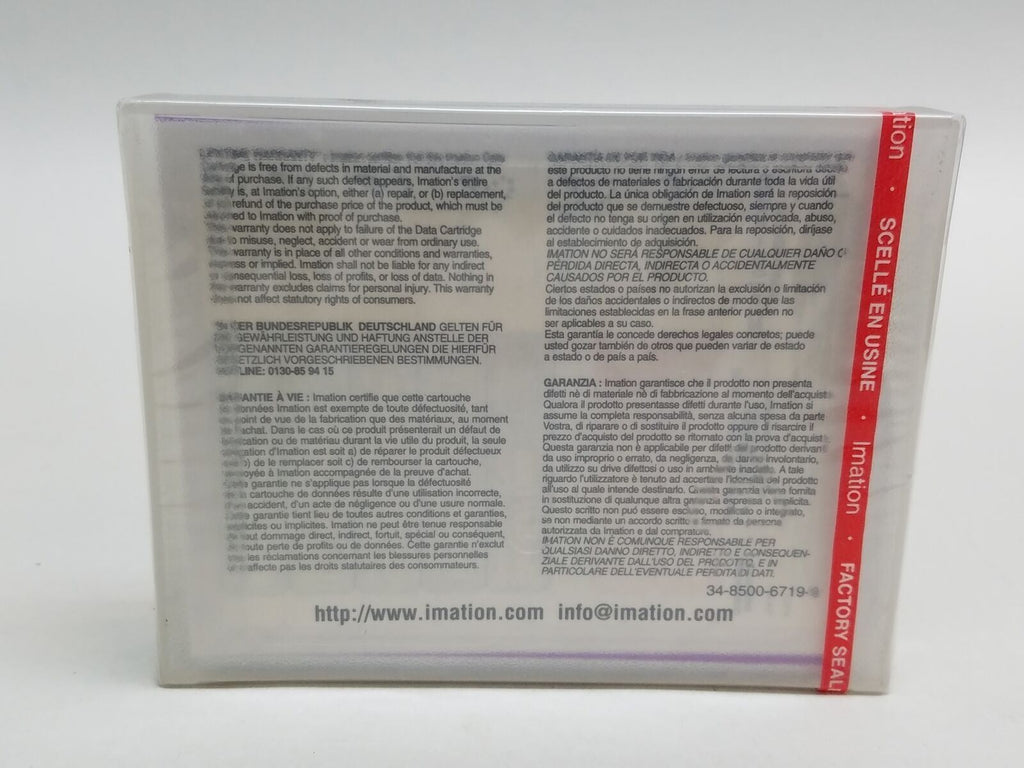 is free from defects in material and manufacture at the
of purchase. If any such defect appears, Imation's entire
is, at Imation's option, either (a) repair, or (b) replacement,
refund of the purchase price of the product, which must be
to Imation with proof of purchase.
warranty does not apply to failure of the Data Cartridge
to misuse, neglect, accident or wear from ordinary use.
warranty is in place of all other conditions and warranties,
or implied. Imation shall not be liable for any indirect
loss, loss of profits, or loss of data. Nothing in
warranty excludes claims for personal injury. This warranty
not affect statutory rights of consumers.
BUNDESREPUBLIK DEUTSCHLAND GELTEN FÜR
GEWÄHRLEISTUNG UND HAFTUNG ANSTELLE DER
GARANTIEREGELUNGEN DIE HIERFÜR
VORGESCHRIEBENEN BESTIMMUNGEN.
0130-85 94 15
À VIE : Imation certifie que cette cartouche
données Imation est exempte de toute défectuosité, tant
point de vue de la fabrication que des matériaux, au moment
l'achat. Dans le cas où ce produit présenterait un défaut de
ou de matériau durant la vie utile du produit, la seule
d'Imation est soit a) de réparer le produit défectueux
b) de le remplacer soit c) de rembourser la cartouche,
à Imation accompagnée de la preuve d'achat.
garantie ne s'applique pas lorsque la défectuosité
la cartouche de données résulte d'une utilisation incorrecte,
accident, d'un acte de négligence ou d'une usure normale.
garantie tient lieu de toutes autres conditions et garanties,
ou implicites. Imation ne peut être tenue responsable
tout dommage direct, indirect, fortuit, spécial ou conséquent,
toute perte de profits ou de données. Cette garantie n'exclut
les réclamations concernant les blessures personnelles
affecte pas les droits statutaires des consommateurs.
este producto no tiene ningún error de lectura o escritura
a defectos de materiales o fabricación durante toda la vida útil
del producto. La única obligación de Imation será la reposición
del producto que se demuestre defectuoso, siempre y cuando
el defecto no tenga su origen en utilización equivocada, abuso,
accidente o cuidados inadecuados. Para la reposición, diríjase
al establecimiento de adquisición.
IMATION NO SERÁ RESPONSABLE DE CUALQUIER DAÑO O
PÉRDIDA DIRECTA, INDIRECTA O ACCIDENTALMENTE
CAUSADOS POR EL PRODUCTO.
Ciertos estados o países no autorizan la exclusión o limitación
de los daños accidentales o indirectos de modo que las
limitaciones establecidas en la frase anterior pueden no
ser aplicables a su caso.
Esta garantía le concede derechos legales concretos; puede
usted gozar también de otros que pueden variar de estado
a estado o de país a país.
GARANZIA : Imation garantisce che il prodotto non presenta
difetti nè di materiale nè di fabbricazione al momento dell'acquist
Qualora il prodotto presentasse difetti durante l'uso, Imation si
assume la completa responsabilità, senza alcuna spesa da parte
Vostra, di riparare o di sostituire il prodotto oppure di risarcire il
prezzo d'acquisto del prodotto se ritornato con la prova d'acquist
Questa garanzia non è applicabile per difetti del prodotto derivan
da uso improprio o errato, da negligenza, da danno involontario,
da utilizzo su drive difettosi o uso in ambiente inadatto. A tale
riguardo l'utilizzatore è tenuto ad accertare l'idoneità del prodotto
all'uso al quale intende destinarlo. Questa garanzia viene fornita
in sostituzione di qualunque altra garanzia espressa o implicita.
Questo scritto non può essere escluso, modificato o integrato,
se non mediante un accordo scritto e firmato da persona
autorizzata da Imation e dal compratore.
IMATION NON È COMUNQUE RESPONSABILE PER
QUALSIASI DANNO DIRETTO, INDIRETTO E CONSEGUEN-
ZIALE DERIVANTE DALL'USO DEL PRODOTTO, E IN
PARTICOLARE DELL'EVENTUALE PERDITA DI DATI.
34-8500-6719-
http://www.imation.com info@imation.com
tion · SCELLÉ EN USINE · Imation · FACTORY SEAL